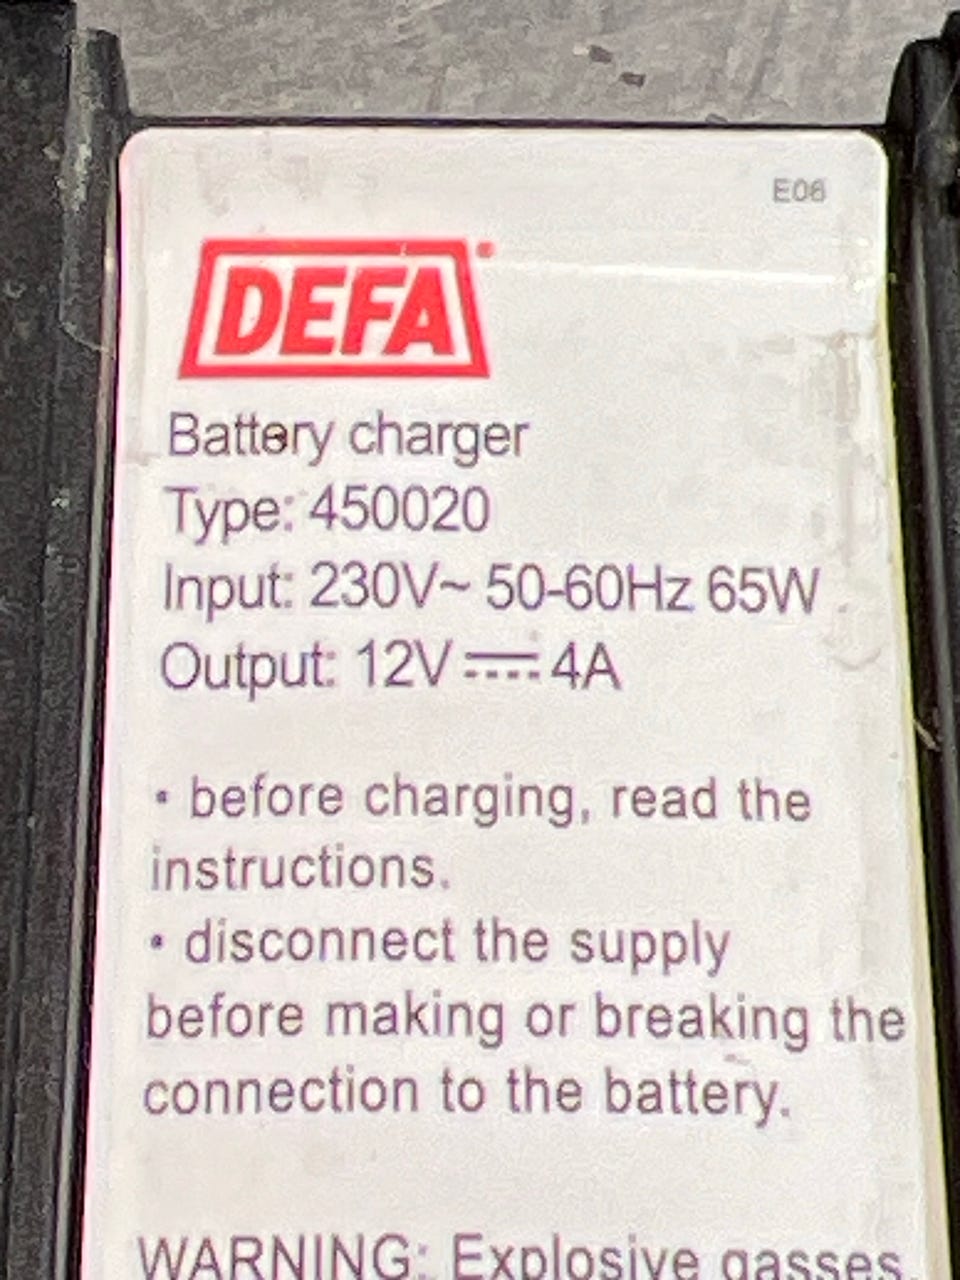 E06
DEFA
Battery charger
Type: 450020
Input: 230V~ 50-60Hz 65W
Output: 12V ⎓ 4A
• before charging, read the
instructions.
• disconnect the supply
before making or breaking the
connection to the battery.
WARNING: Explosive gasses.